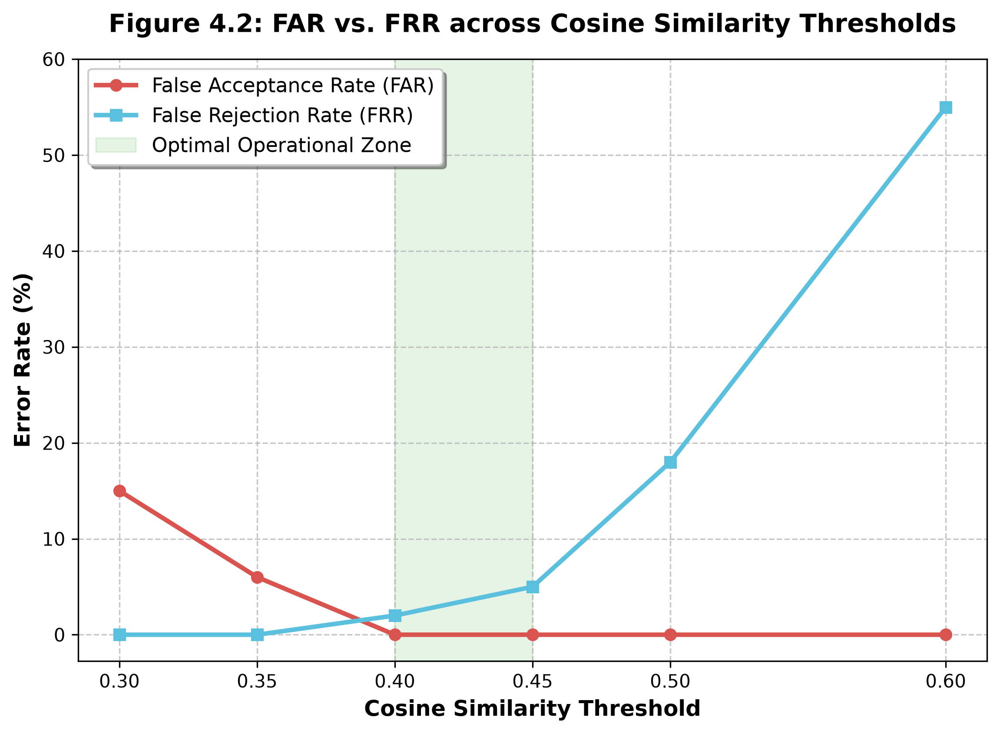 Figure 4.2: FAR vs. FRR across Cosine Similarity Thresholds
60
50
40
30
20
10
0
Error Rate (%)
False Acceptance Rate (FAR)
False Rejection Rate (FRR)
Optimal Operational Zone
0.30 0.35 0.40 0.45 0.50 0.60
Cosine Similarity Threshold